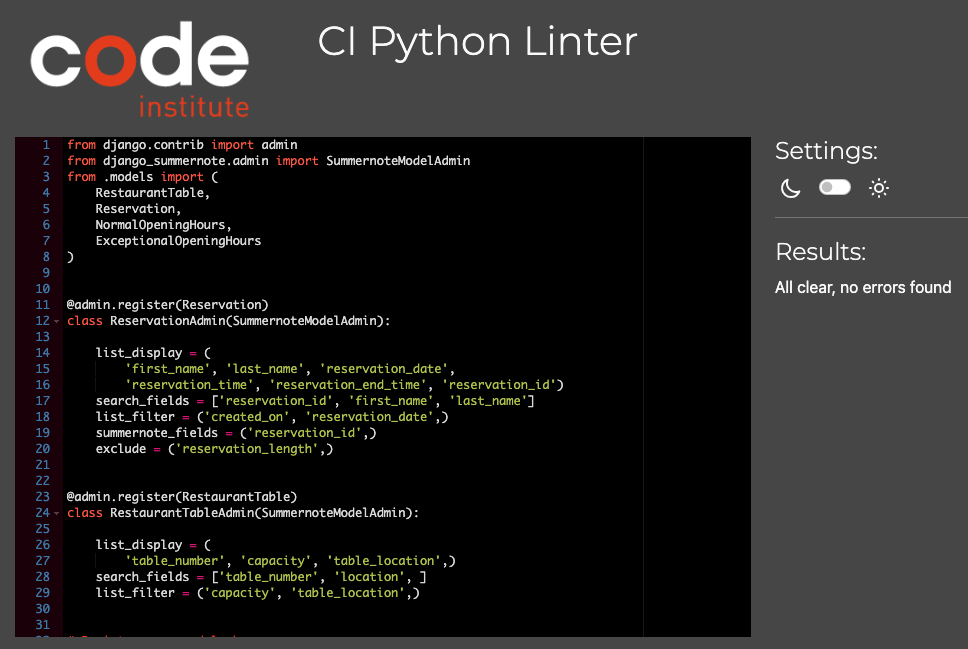 code
institute
CI Python Linter
1 from django.contrib import admin
2 from django_summernote.admin import SummernoteModelAdmin
3 from .models import (
4     RestaurantTable,
5     Reservation,
6     NormalOpeningHours,
7     ExceptionalOpeningHours
8 )
9
10
11 @admin.register(Reservation)
12 class ReservationAdmin(SummernoteModelAdmin):
13
14     list_display = (
15         'first_name', 'last_name', 'reservation_date',
16         'reservation_time', 'reservation_end_time', 'reservation_id')
17     search_fields = ['reservation_id', 'first_name', 'last_name']
18     list_filter = ('created_on', 'reservation_date',)
19     summernote_fields = ('reservation_id',)
20     exclude = ('reservation_length',)
21
22
23 @admin.register(RestaurantTable)
24 class RestaurantTableAdmin(SummernoteModelAdmin):
25
26     list_display = (
27         'table_number', 'capacity', 'table_location',)
28     search_fields = ['table_number', 'location', ]
29     list_filter = ('capacity', 'table_location',)
30
31
Settings:
Results:
All clear, no errors found